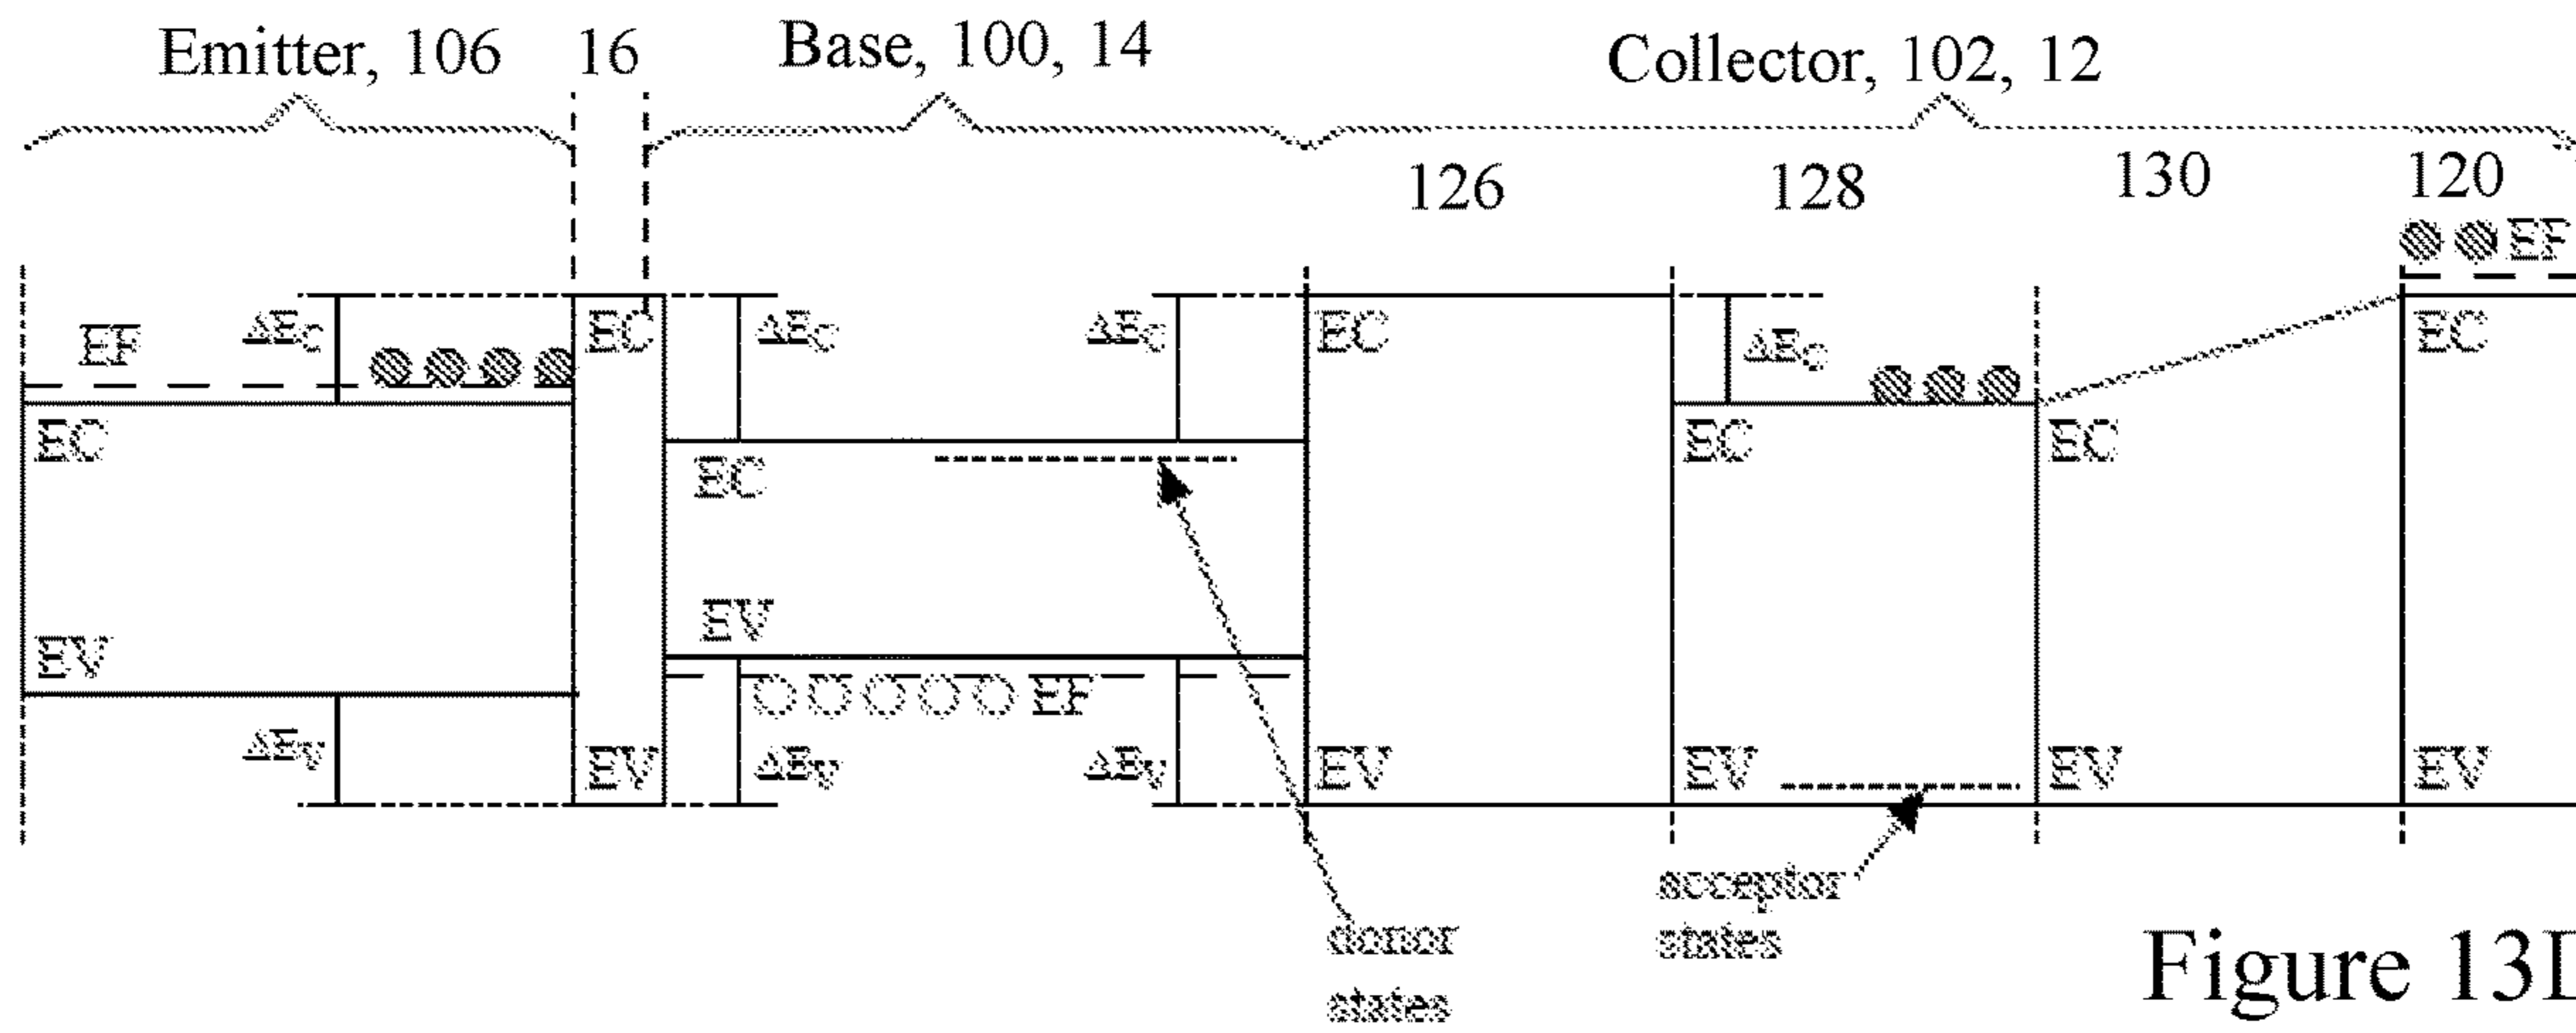 Emitter, 106
16
Base, 100, 14
Collector, 102, 12
126
128
130
120
EF
EF
ΔEC
EC
ΔEC
ΔEC
EC
ΔEC
EC
EC
EC
EC
EC
EV
EV
EF
ΔEV
EV
ΔEV
ΔEV
EV
EV
EV
EV
acceptor
states
donor
states
Figure 13D